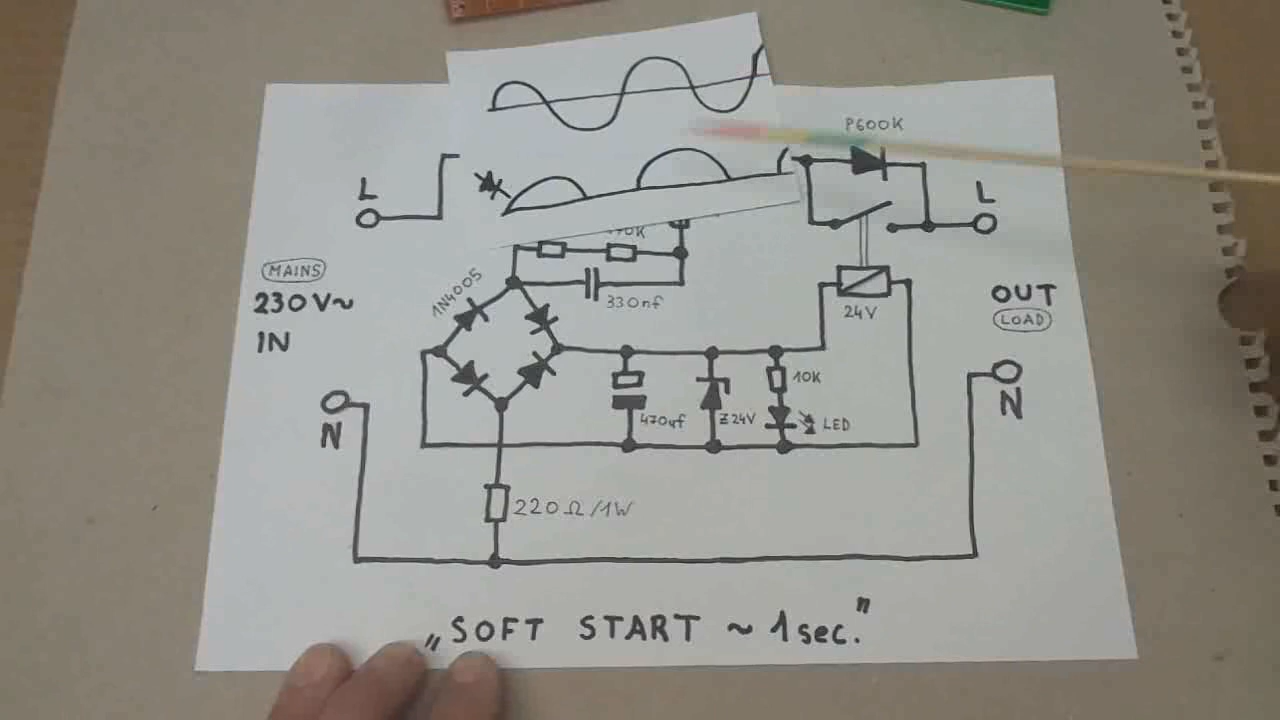 P600K
L
L
MAINS
230V~
IN
1N4005
330nf
24V
OUT
LOAD
10K
N
N
470uf
Z24V
LED
220Ω/1W
„SOFT START ~ 1sec."